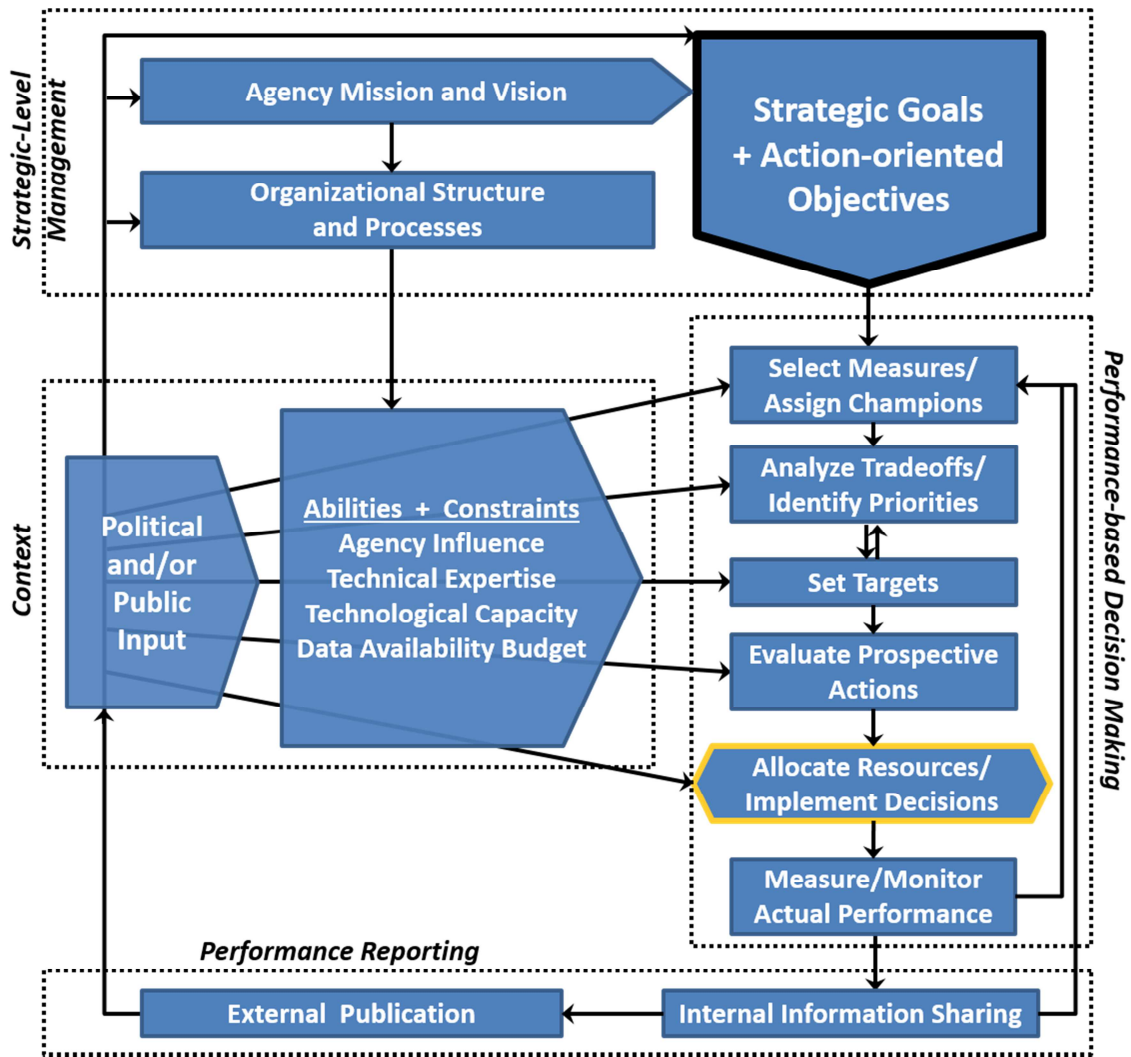 Strategic-Level
Management
Agency Mission and Vision
Organizational Structure
and Processes
Strategic Goals
+ Action-oriented
Objectives
Context
Political
and/or
Public
Input
Abilities + Constraints
Agency Influence
Technical Expertise
Technological Capacity
Data Availability Budget
Performance-based Decision Making
Select Measures/
Assign Champions
Analyze Tradeoffs/
Identify Priorities
Set Targets
Evaluate Prospective
Actions
Allocate Resources/
Implement Decisions
Measure/Monitor
Actual Performance
Performance Reporting
External Publication
Internal Information Sharing